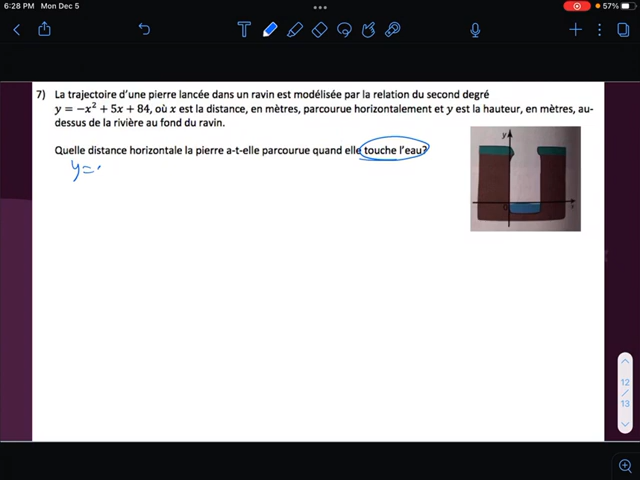 6:28 PM Mon Dec 5
57%
7) La trajectoire d'une pierre lancée dans un ravin est modélisée par la relation du second degré
y = −x² + 5x + 84, où x est la distance, en mètres, parcourue horizontalement et y est la hauteur, en mètres, au-
dessus de la rivière au fond du ravin.
Quelle distance horizontale la pierre a-t-elle parcourue quand elle touche l'eau?
y=
y
x
12
/
13